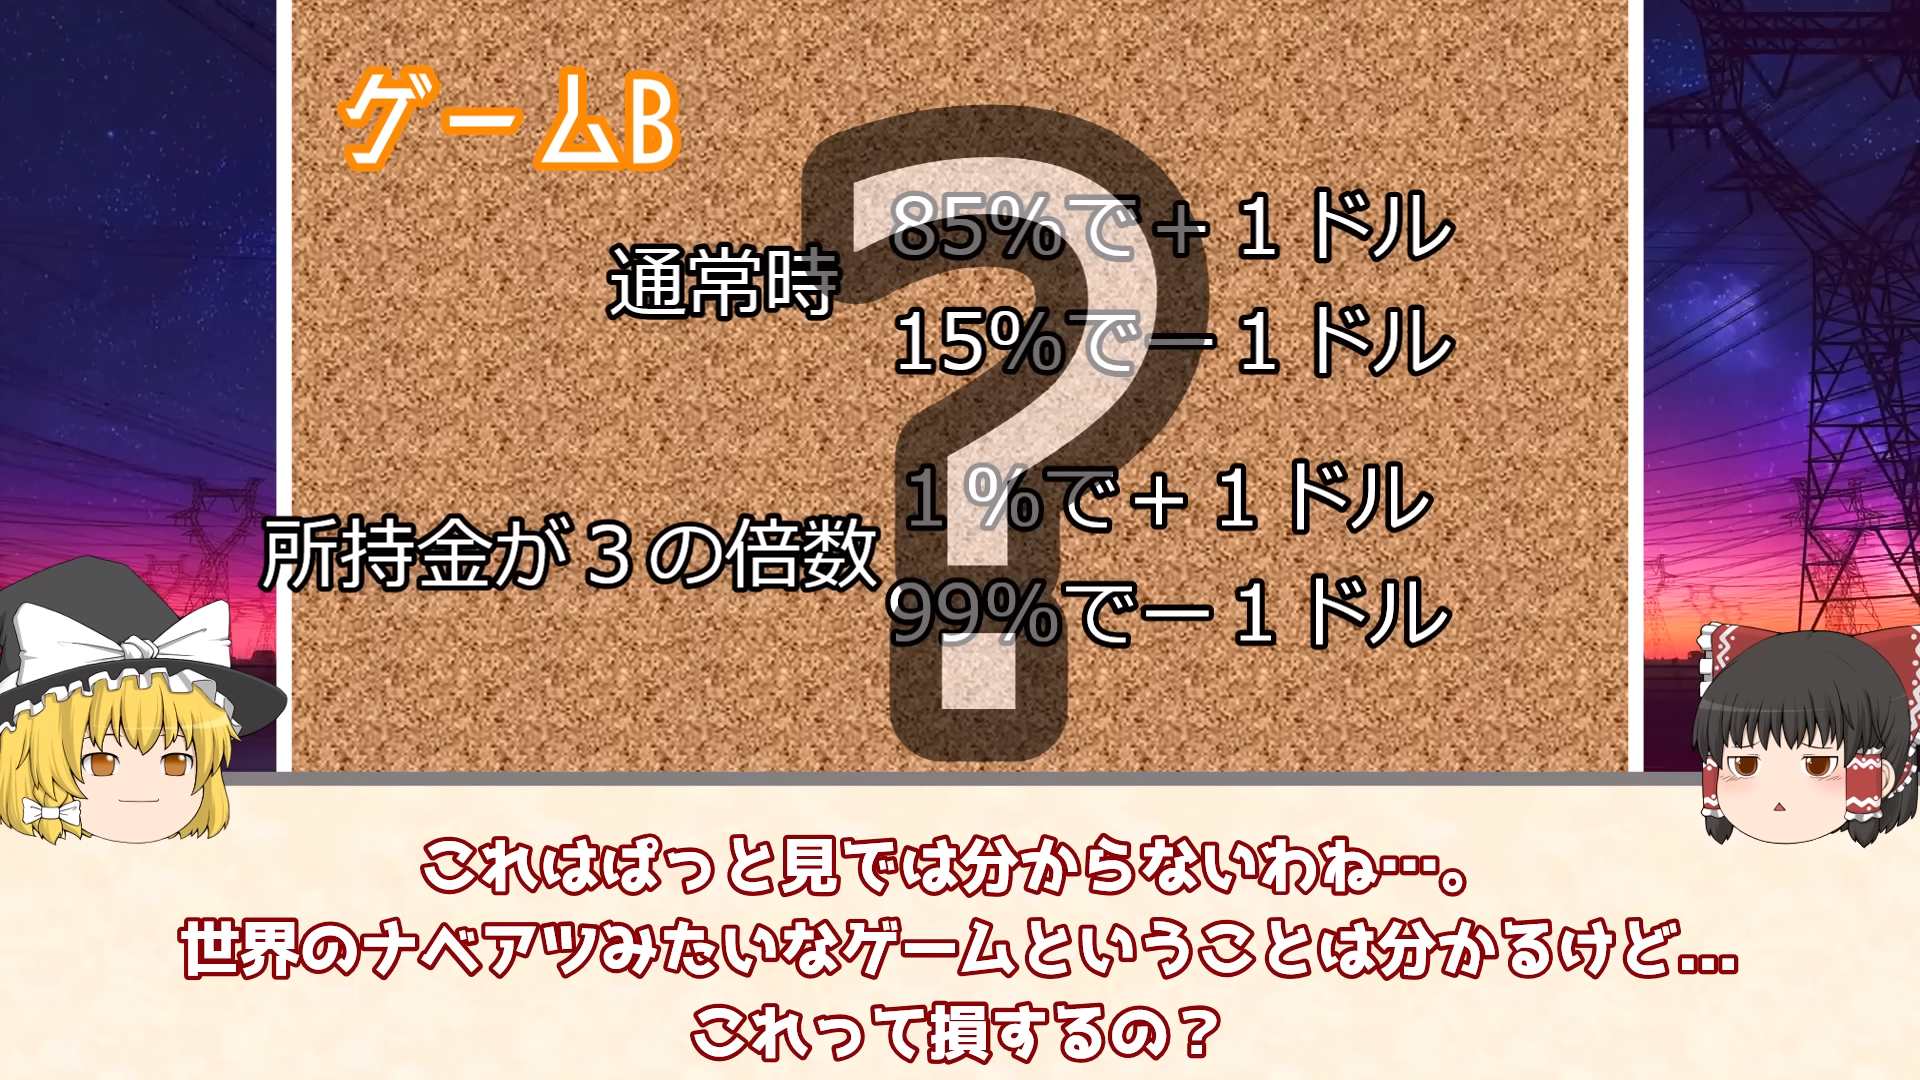 ゲームB
通常時
85%で+1ドル
15%でー1ドル
所持金が3の倍数
1%で+1ドル
99%でー1ドル
これはぱっと見では分からないわね…。
世界のナベアツみたいなゲームということは分かるけど…
これって損するの？